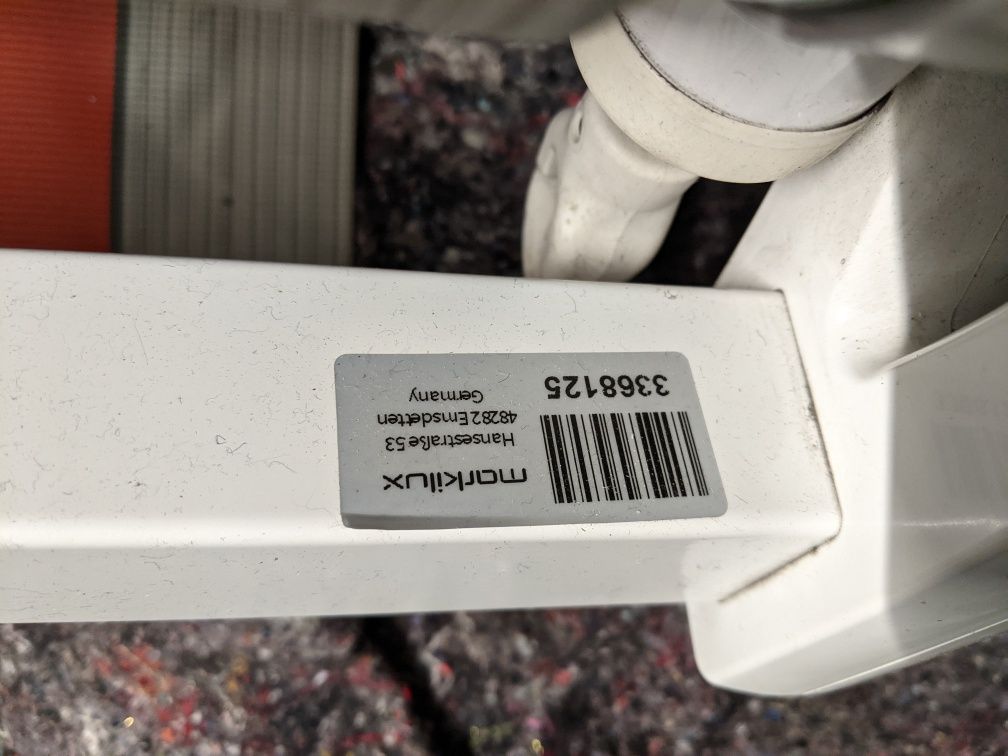 markilux
Hansestraße 53
48282 Emsdetten
Germany
3368125